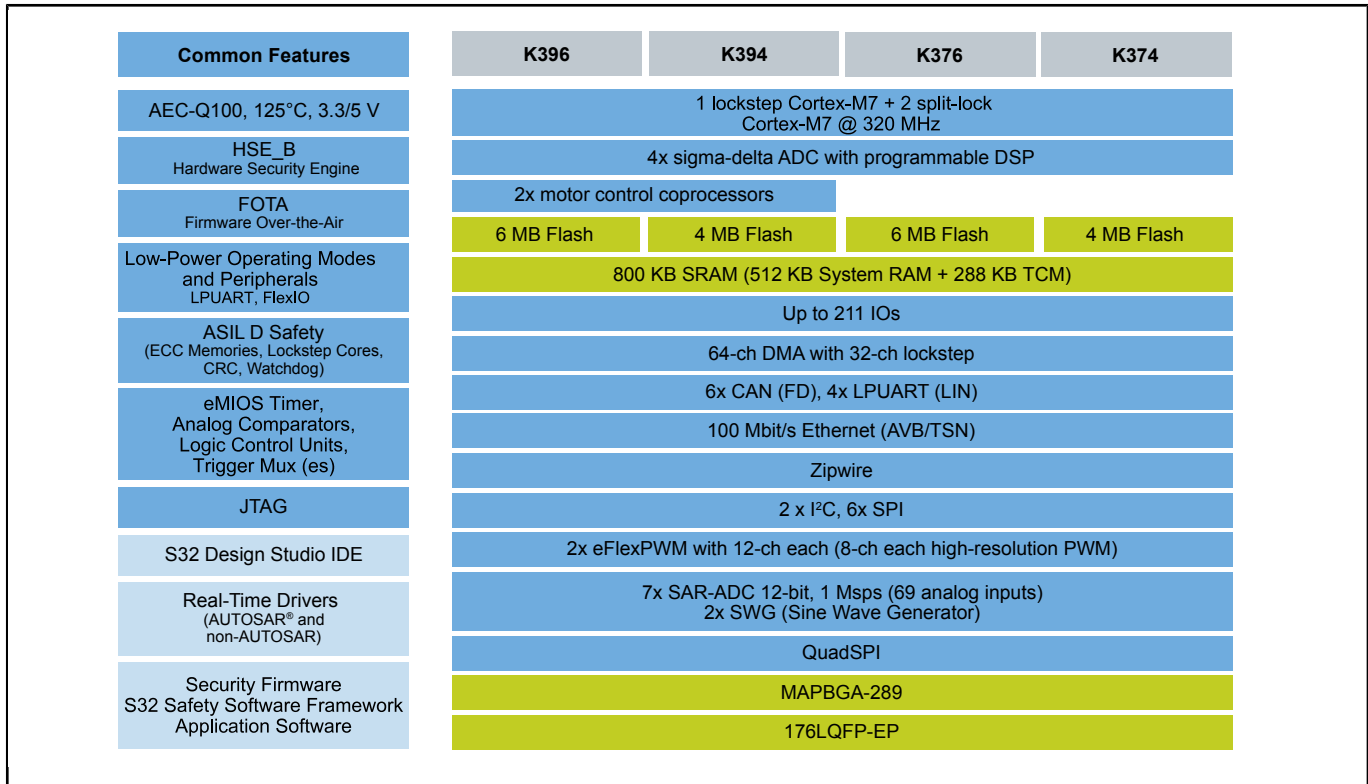 Common Features
AEC-Q100, 125°C, 3.3/5 V
HSE_B
Hardware Security Engine
FOTA
Firmware Over-the-Air
Low-Power Operating Modes
and Peripherals
LPUART, FlexIO
ASIL D Safety
(ECC Memories, Lockstep Cores,
CRC, Watchdog)
eMIOS Timer,
Analog Comparators,
Logic Control Units,
Trigger Mux (es)
JTAG
S32 Design Studio IDE
Real-Time Drivers
(AUTOSAR® and
non-AUTOSAR)
Security Firmware
S32 Safety Software Framework
Application Software
K396 K394 K376 K374
1 lockstep Cortex-M7 + 2 split-lock
Cortex-M7 @ 320 MHz
4x sigma-delta ADC with programmable DSP
2x motor control coprocessors
6 MB Flash 4 MB Flash 6 MB Flash 4 MB Flash
800 KB SRAM (512 KB System RAM + 288 KB TCM)
Up to 211 IOs
64-ch DMA with 32-ch lockstep
6x CAN (FD), 4x LPUART (LIN)
100 Mbit/s Ethernet (AVB/TSN)
Zipwire
2 x I²C, 6x SPI
2x eFlexPWM with 12-ch each (8-ch each high-resolution PWM)
7x SAR-ADC 12-bit, 1 Msps (69 analog inputs)
2x SWG (Sine Wave Generator)
QuadSPI
MAPBGA-289
176LQFP-EP